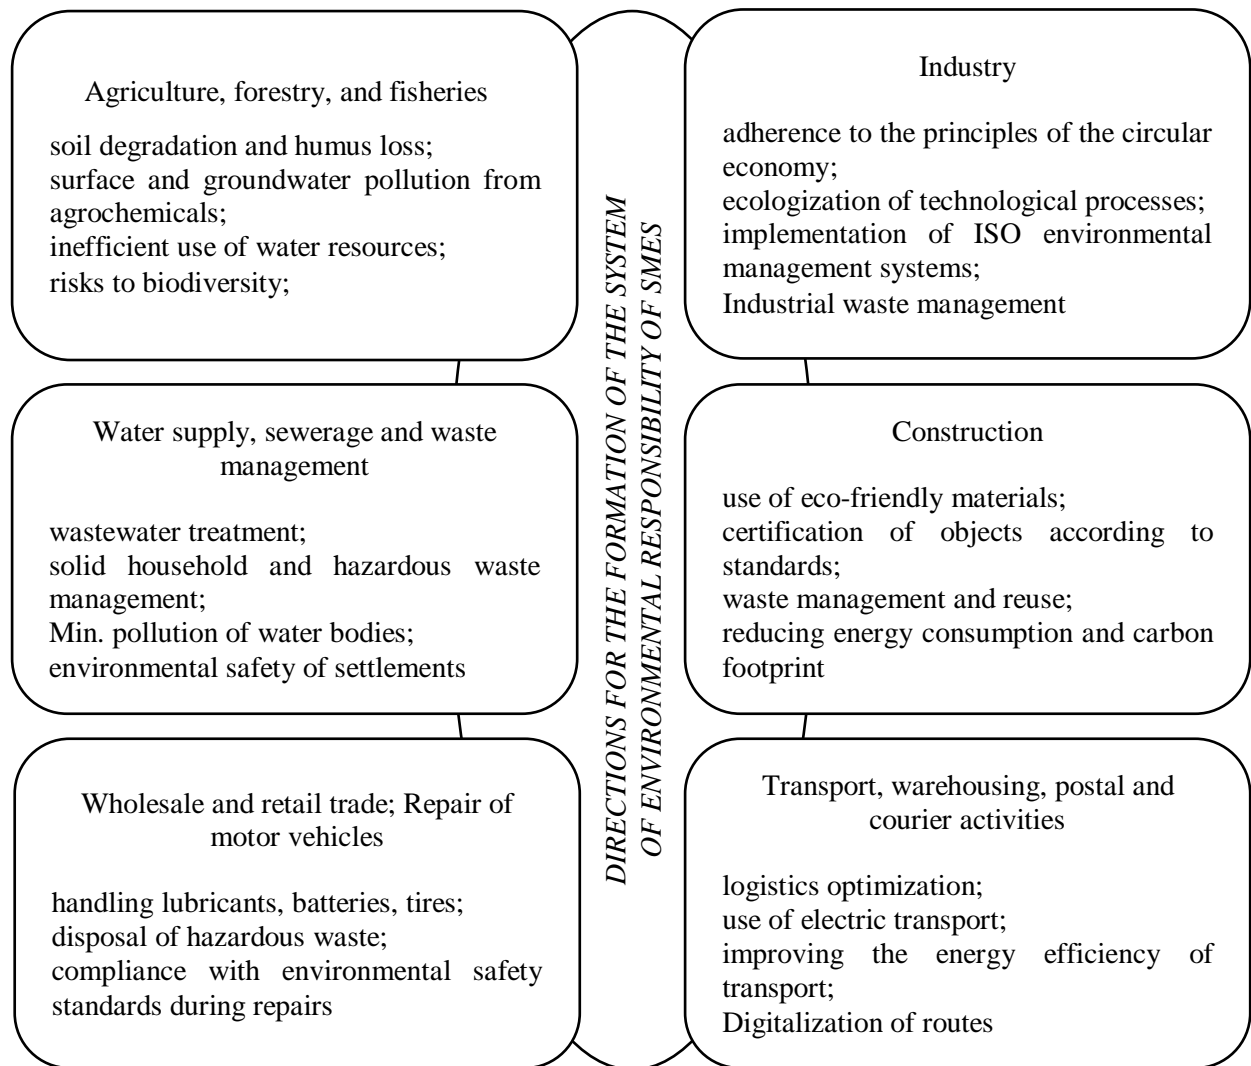 Agriculture, forestry, and fisheries
soil degradation and humus loss;
surface and groundwater pollution from
agrochemicals;
inefficient use of water resources;
risks to biodiversity;
Industry
adherence to the principles of the circular
economy;
ecologization of technological processes;
implementation of ISO environmental
management systems;
Industrial waste management
DIRECTIONS FOR THE FORMATION OF THE SYSTEM
OF ENVIRONMENTAL RESPONSIBILITY OF SMES
Water supply, sewerage and waste
management
wastewater treatment;
solid household and hazardous waste
management;
Min. pollution of water bodies;
environmental safety of settlements
Construction
use of eco-friendly materials;
certification of objects according to
standards;
waste management and reuse;
reducing energy consumption and carbon
footprint
Wholesale and retail trade; Repair of
motor vehicles
handling lubricants, batteries, tires;
disposal of hazardous waste;
compliance with environmental safety
standards during repairs
Transport, warehousing, postal and
courier activities
logistics optimization;
use of electric transport;
improving the energy efficiency of
transport;
Digitalization of routes